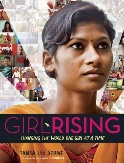 GIRL RISING
CHANGING THE WORLD ONE GIRL AT A TIME
TANYA LEE STONE